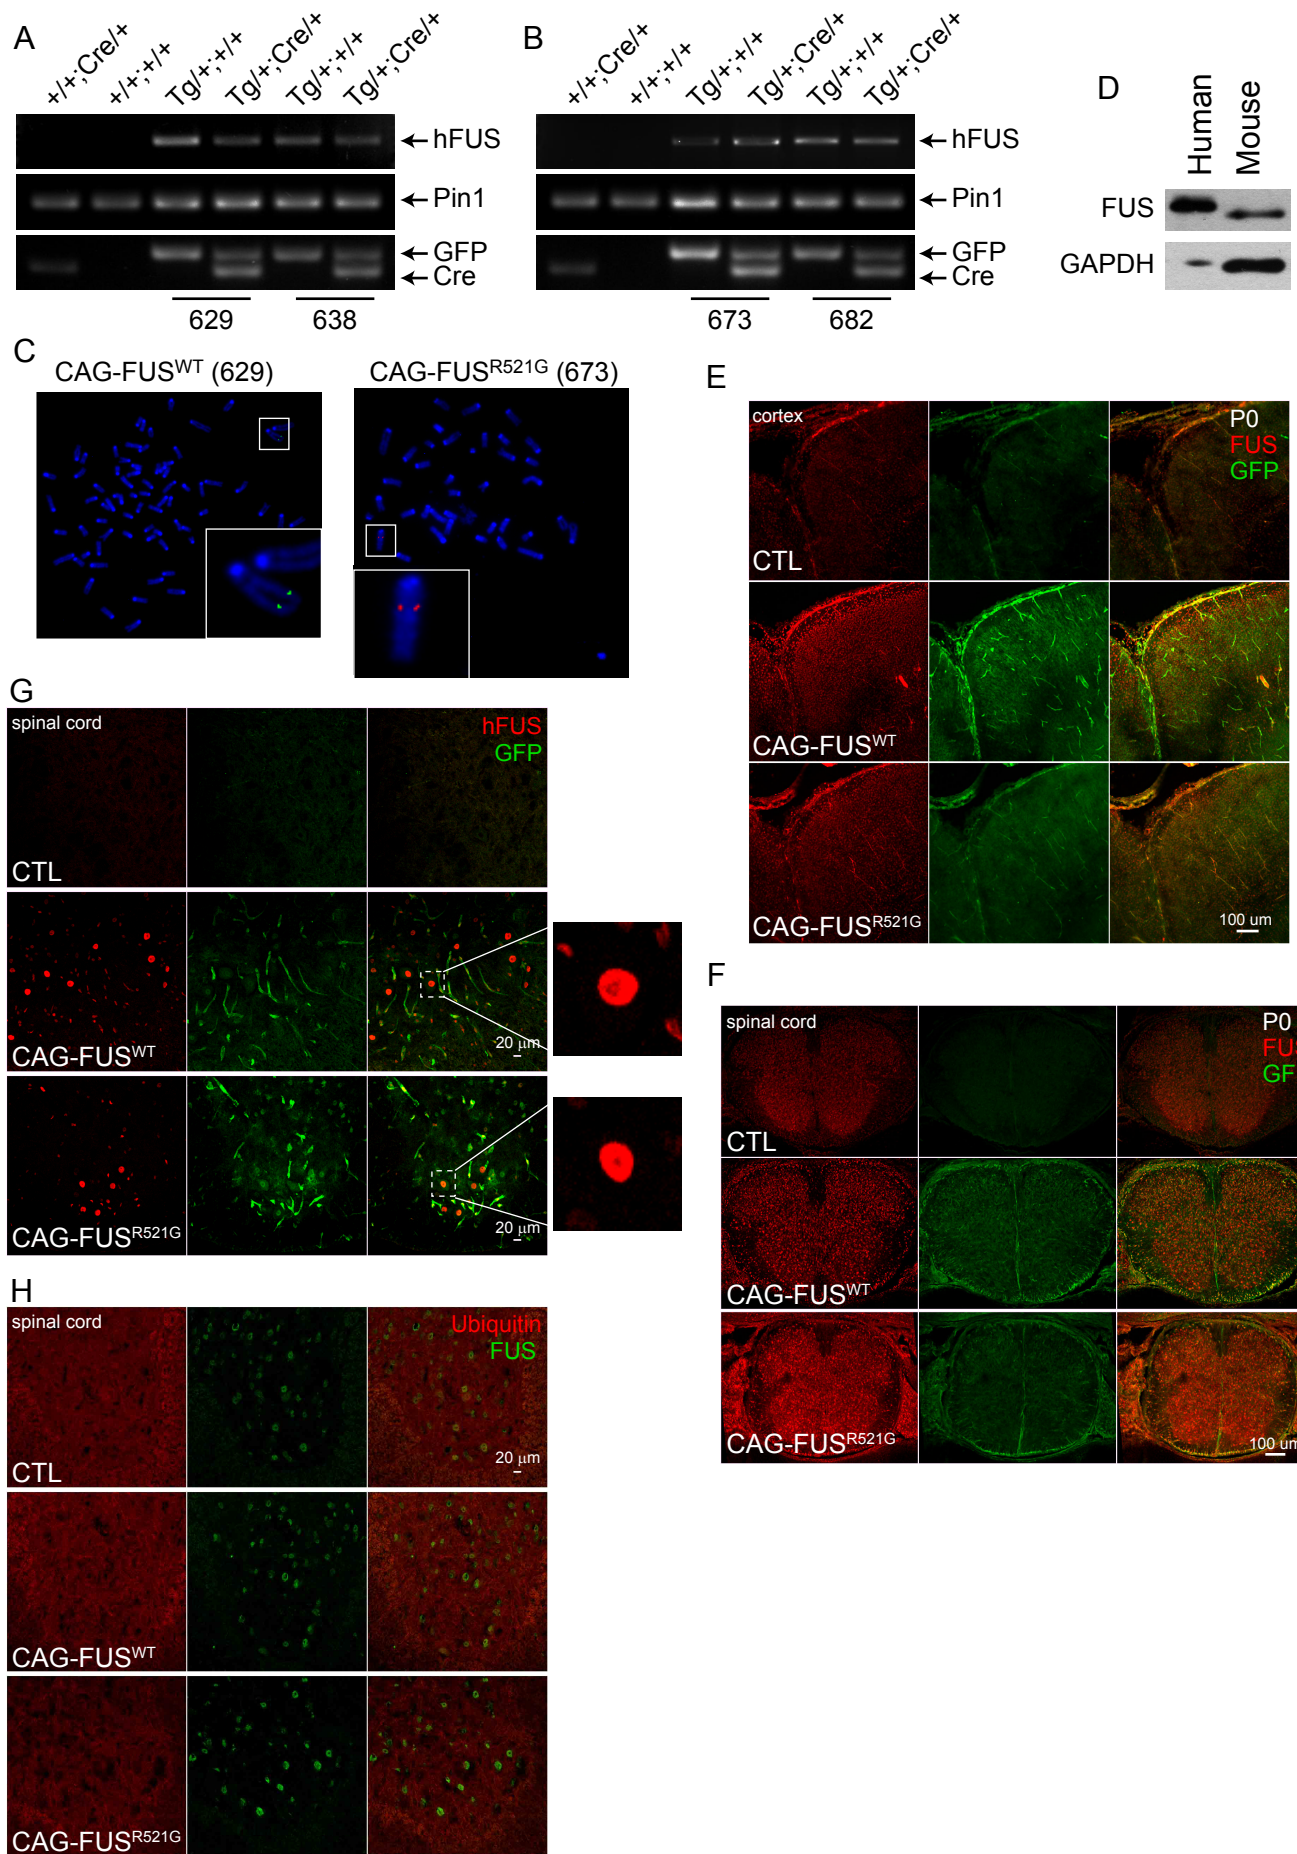 A
+/+;Cre/+
+/+;+/+
Tg/+;+/+
Tg/+;Cre/+
Tg/+;+/+
Tg/+;Cre/+
hFUS
Pin1
GFP
Cre
629
638
B
+/+;Cre/+
+/+;+/+
Tg/+;+/+
Tg/+;Cre/+
Tg/+;+/+
Tg/+;Cre/+
hFUS
Pin1
GFP
Cre
673
682
D
Human
Mouse
FUS
GAPDH
C
CAG-FUSWT (629)
CAG-FUSR521G (673)
E
cortex
P0
FUS
GFP
CTL
CAG-FUSWT
CAG-FUSR521G
100 um
G
spinal cord
hFUS
GFP
CTL
CAG-FUSWT
20 μm
CAG-FUSR521G
20 μm
F
spinal cord
P0
FUS
GF
CTL
CAG-FUSWT
CAG-FUSR521G
100 um
H
spinal cord
Ubiquitin
FUS
CTL
20 μm
CAG-FUSWT
CAG-FUSR521G